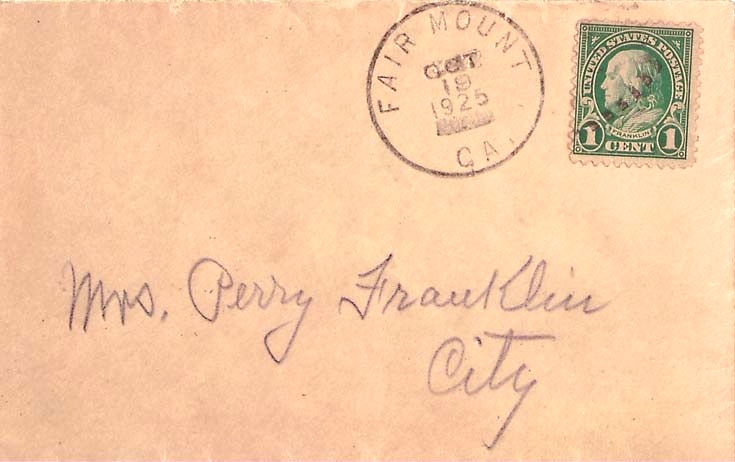 FAIR MOUNT
OCT
19
1925
GA.
UNITED STATES POSTAGE
FRANKLIN
1 CENT 1
Mrs. Perry Franklin
City